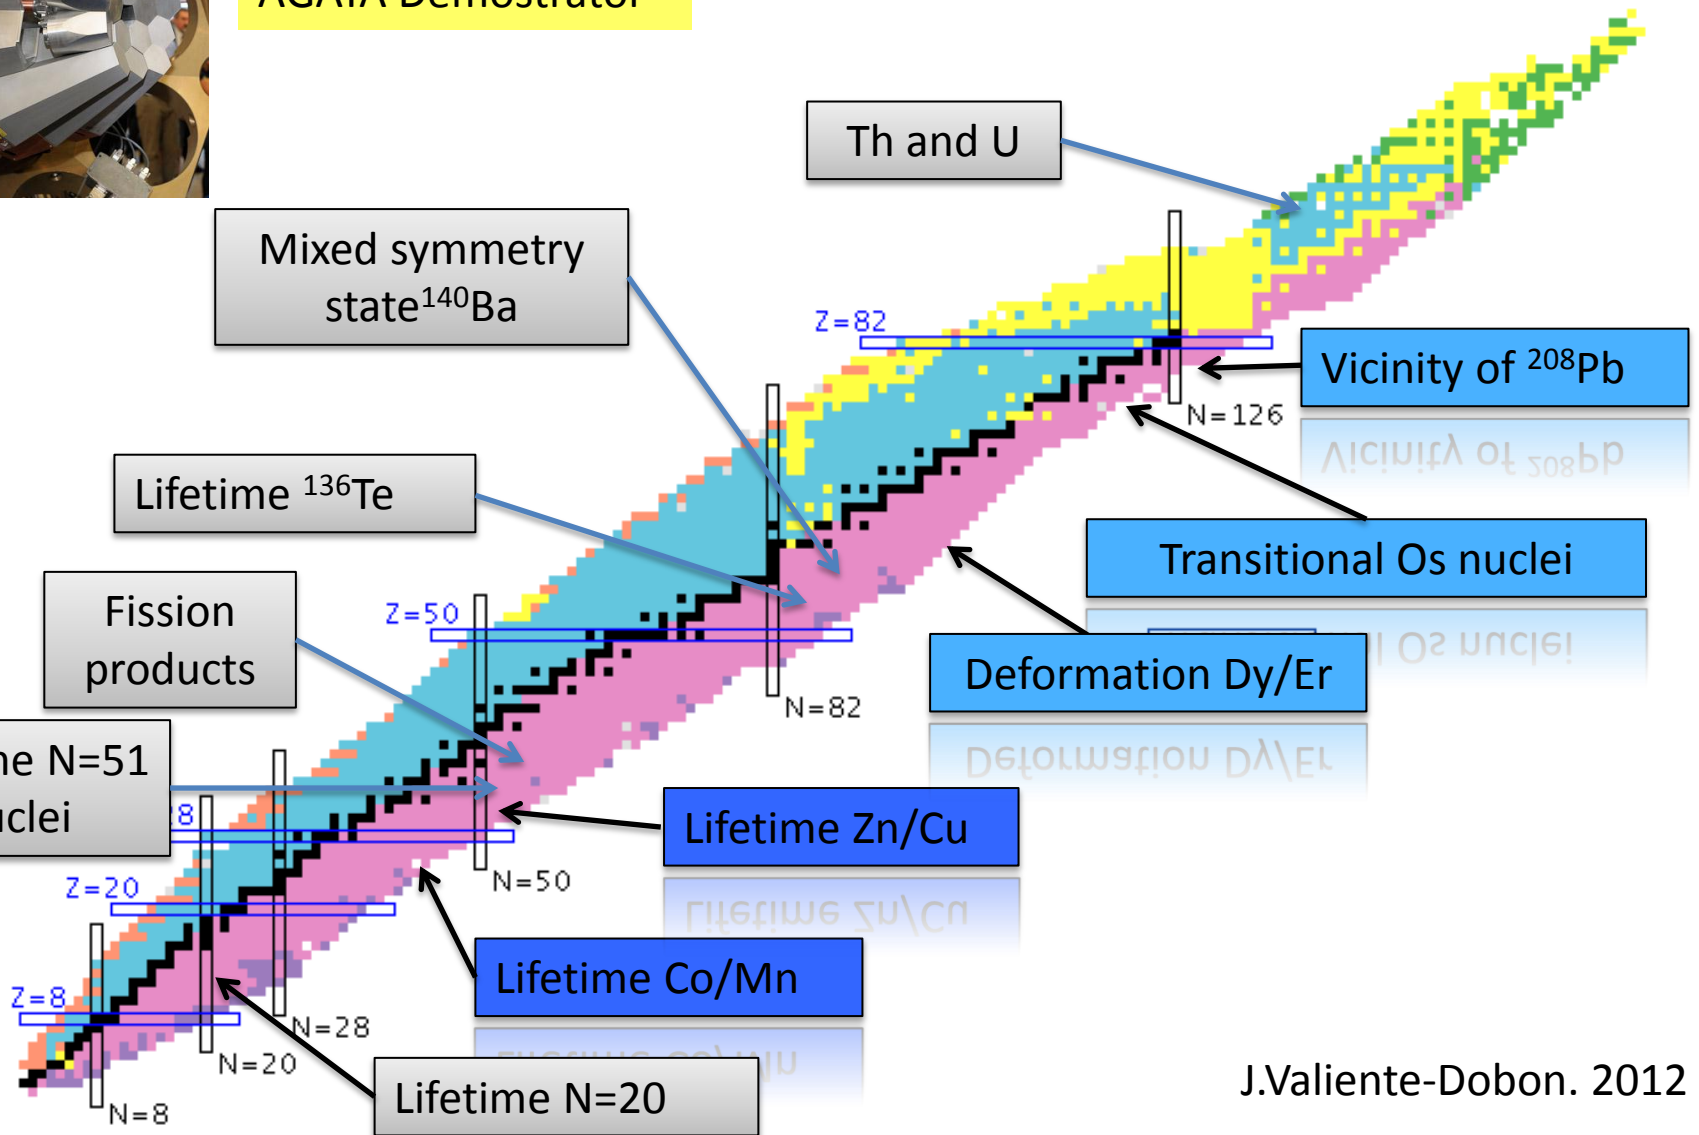 AGATA Demostrator
Th and U
Mixed symmetry
state140Ba
Z=82
Vicinity of 208Pb
N=126
Lifetime 136Te
Transitional Os nuclei
Fission
products
Z=50
Deformation Dy/Er
N=82
N=51
Lifetime Zn/Cu
Z=20
N=50
Lifetime Co/Mn
Z=8
N=28
N=20
Lifetime N=20
N=8
J.Valiente-Dobon. 2012